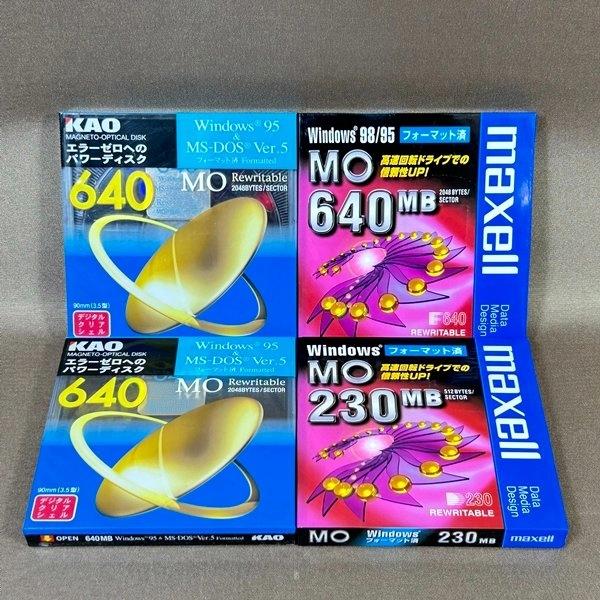 KAO
MAGNETO-OPTICAL DISK
エラーゼロへの
パワーディスク
640
Windows® 95
&
MS-DOS® Ver.5
フォーマット済 Formatted
MO Rewritable
2048BYTES/SECTOR
90mm(3.5型)
デジタル
クリア
シェル
Windows® 98/95 フォーマット済
MO
高速回転ドライブでの
信頼性UP!
640MB
2048 BYTES/
SECTOR
640
REWRITABLE
maxell
Data
Media
Design
KAO
MAGNETO-OPTICAL DISK
エラーゼロへの
パワーディスク
640
Windows® 95
&
MS-DOS® Ver.5
フォーマット済 Formatted
MO Rewritable
2048BYTES/SECTOR
90mm(3.5型)
デジタル
クリア
シェル
OPEN 640MB Windows® 95 & MS-DOS® Ver.5 Formatted KAO
Windows® フォーマット済
MO
高速回転ドライブでの
信頼性UP!
230MB
512 BYTES/
SECTOR
230
REWRITABLE
maxell
Data
Media
Design
MO Windows® フォーマット済 230MB maxell